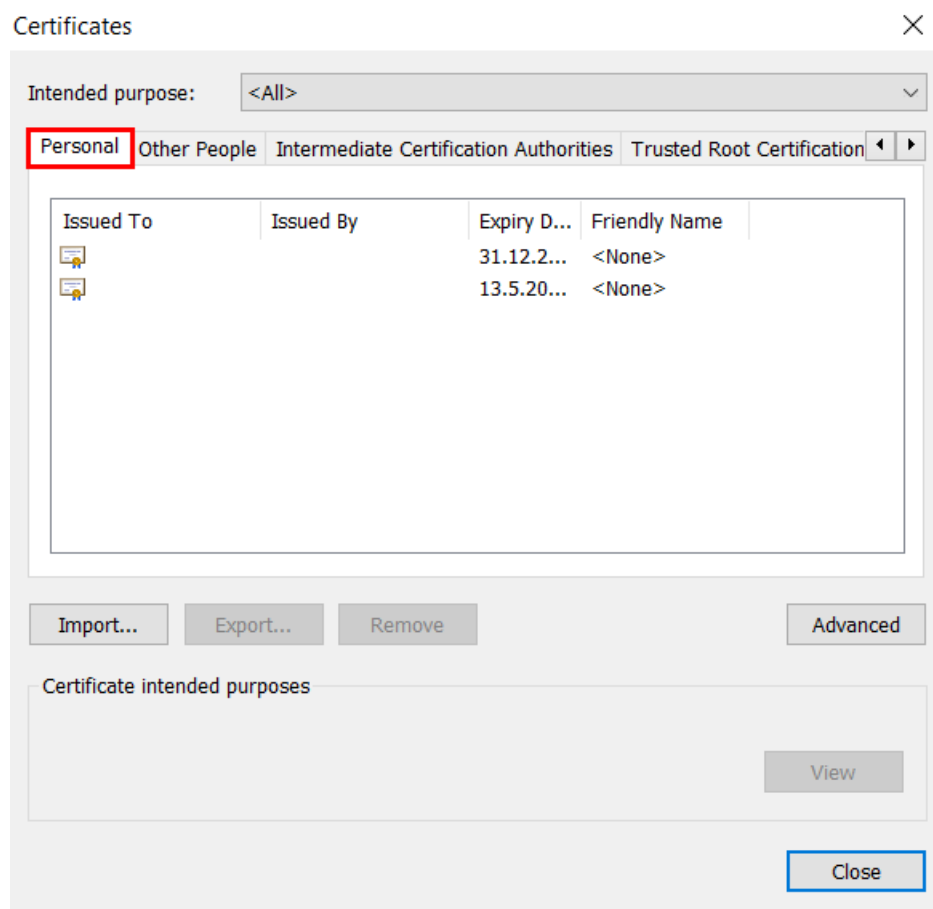 Certificates
Intended purpose: <All>
Personal Other People Intermediate Certification Authorities Trusted Root Certification
Issued To Issued By Expiry D... Friendly Name
31.12.2... <None>
13.5.20... <None>
Import... Export... Remove Advanced
Certificate intended purposes
View
Close